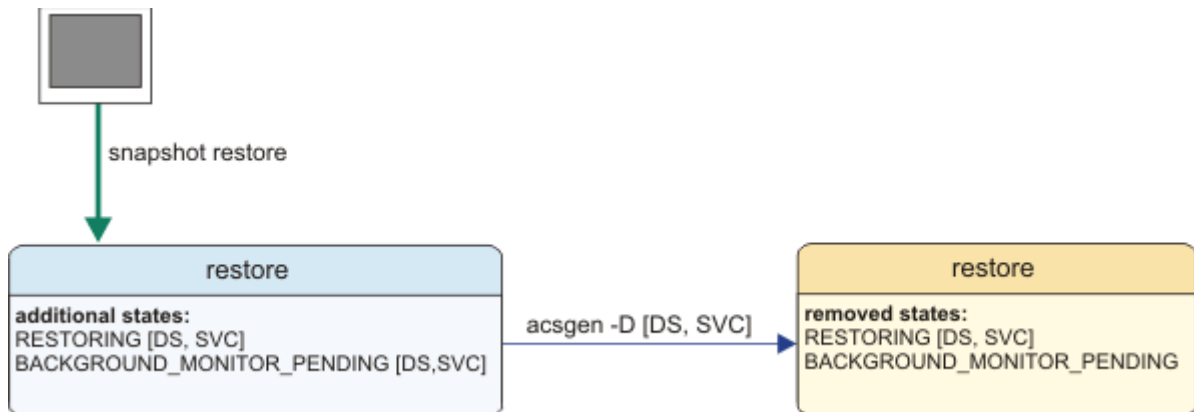 snapshot restore
restore
additional states:
RESTORING [DS, SVC]
BACKGROUND_MONITOR_PENDING [DS,SVC]
acsgen -D [DS, SVC]
restore
removed states:
RESTORING [DS, SVC]
BACKGROUND_MONITOR_PENDING